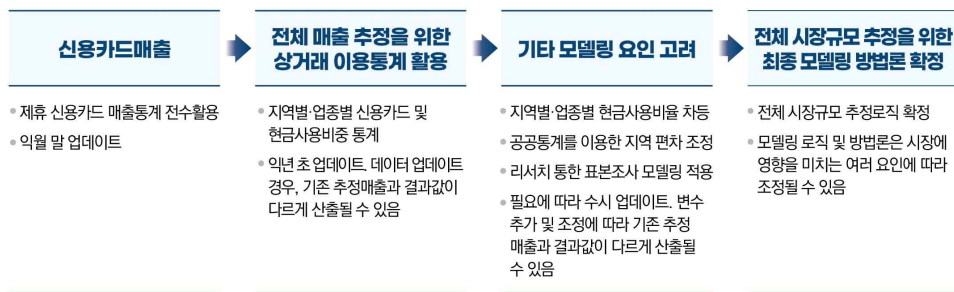 신용카드매출
• 제휴 신용카드 매출통계 전수활용
• 익월 말 업데이트
전체 매출 추정을 위한
상거래 이용통계 활용
• 지역별·업종별 신용카드 및
현금사용비중 통계
• 익년 초 업데이트. 데이터 업데이트
경우, 기존 추정매출과 결과값이
다르게 산출될 수 있음
기타 모델링 요인 고려
• 지역별·업종별 현금사용비율 차등
• 공공통계를 이용한 지역 편차 조정
• 리서치 통한 표본조사 모델링 적용
• 필요에 따라 수시 업데이트. 변수
추가 및 조정에 따라 기존 추정
매출과 결과값이 다르게 산출될
수 있음
전체 시장규모 추정을 위한
최종 모델링 방법론 확정
• 전체 시장규모 추정로직 확정
• 모델링 로직 및 방법론은 시장에
영향을 미치는 여러 요인에 따라
조정될 수 있음